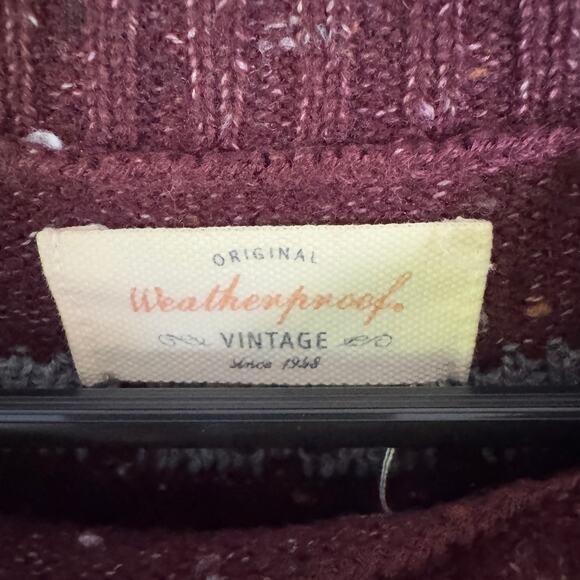 ORIGINAL
Weatherproof.
VINTAGE
since 1948